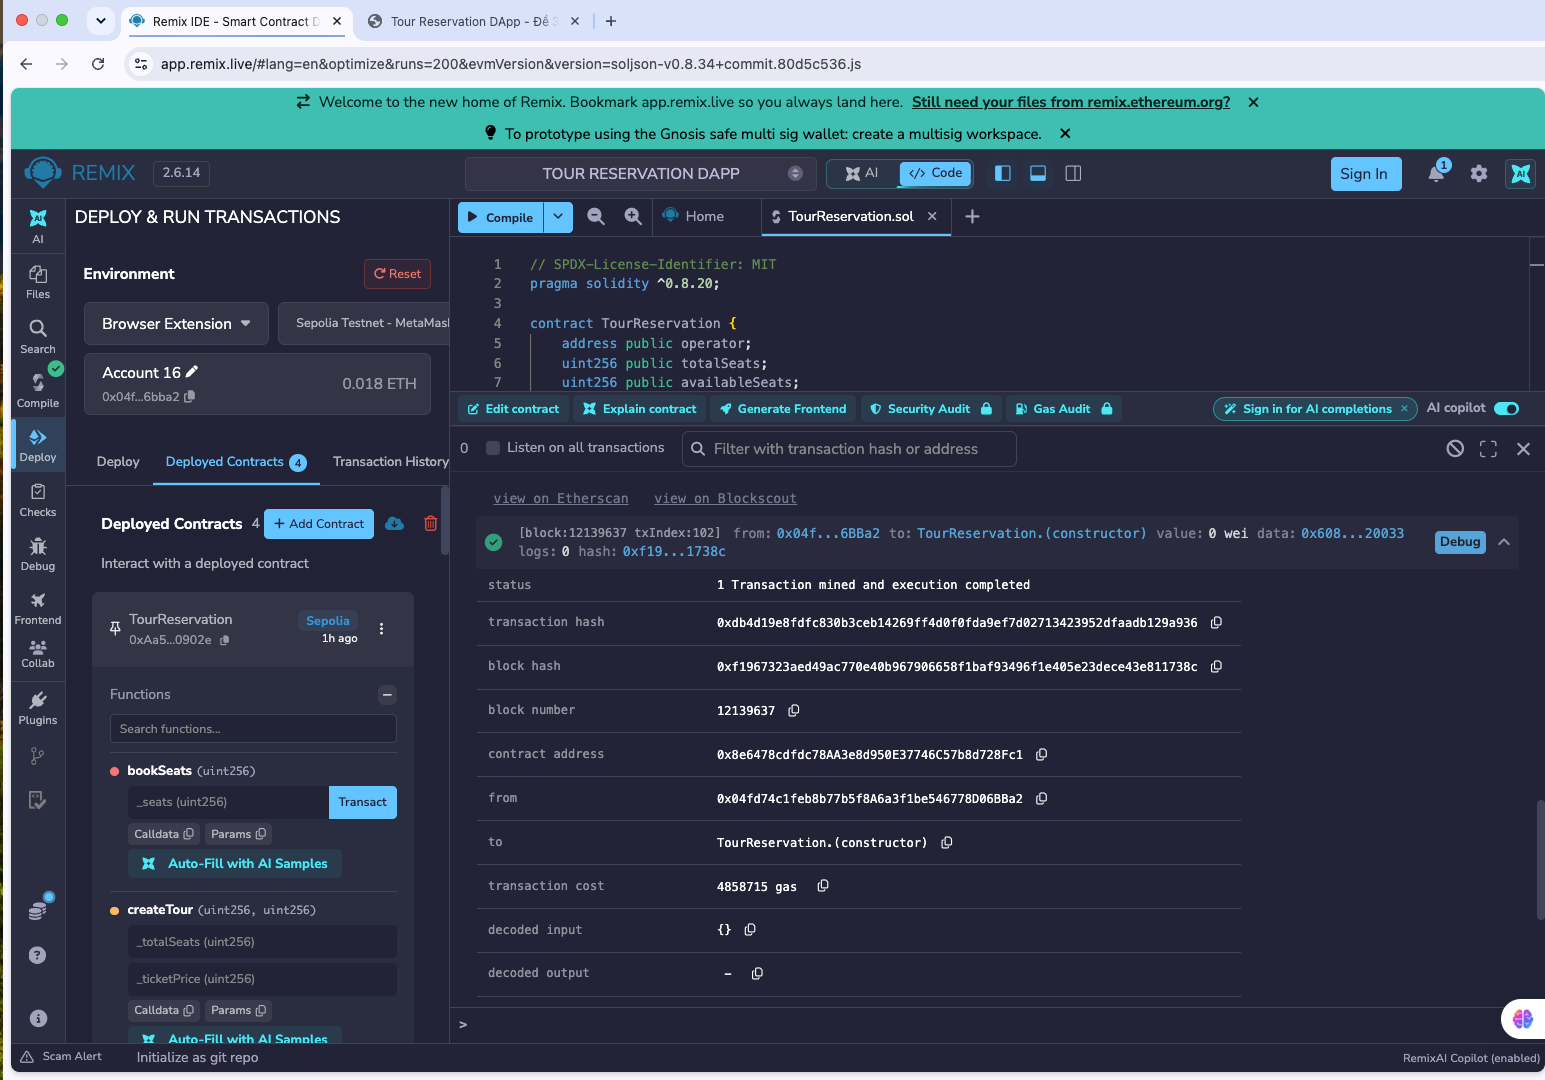 Remix IDE - Smart Contract D
Tour Reservation DApp - Đề 3
app.remix.live/#lang=en&optimize&runs=200&evmVersion&version=soljson-v0.8.34+commit.80d5c536.js
Welcome to the new home of Remix. Bookmark app.remix.live so you always land here. Still need your files from remix.ethereum.org?
To prototype using the Gnosis safe multi sig wallet: create a multisig workspace.
REMIX 2.6.14 TOUR RESERVATION DAPP AI </> Code Sign In 1 AI
AI
Files
Search
Compile
Deploy
Checks
Debug
Frontend
Collab
Plugins
DEPLOY & RUN TRANSACTIONS
Environment Reset
Browser Extension Sepolia Testnet - MetaMas
Account 16
0x04f...6bba2
0.018 ETH
Deploy Deployed Contracts 4 Transaction History
Deployed Contracts 4 + Add Contract
Interact with a deployed contract
TourReservation Sepolia
0xAa5...0902e 1h ago
Functions
Search functions...
bookSeats (uint256)
_seats (uint256) Transact
Calldata Params
Auto-Fill with AI Samples
createTour (uint256, uint256)
_totalSeats (uint256)
_ticketPrice (uint256)
Calldata Params
Auto-Fill with AI Samples
Compile Home TourReservation.sol
1 // SPDX-License-Identifier: MIT
2 pragma solidity ^0.8.20;
3
4 contract TourReservation {
5 address public operator;
6 uint256 public totalSeats;
7 uint256 public availableSeats;
Edit contract Explain contract Generate Frontend Security Audit Gas Audit Sign in for AI completions × AI copilot
0 Listen on all transactions Filter with transaction hash or address
view on Etherscan view on Blockscout
[block:12139637 txIndex:102] from: 0x04f...6BBa2 to: TourReservation.(constructor) value: 0 wei data: 0x608...20033
logs: 0 hash: 0xf19...1738c
Debug
status 1 Transaction mined and execution completed
transaction hash 0xdb4d19e8fdfc830b3ceb14269ff4d0f0fda9ef7d02713423952dfaadb129a936
block hash 0xf1967323aed49ac770e40b967906658f1baf93496f1e405e23dece43e811738c
block number 12139637
contract address 0x8e6478cdfdc78AA3e8d950E37746C57b8d728Fc1
from 0x04fd74c1feb8b77b5f8A6a3f1be546778D06BBa2
to TourReservation.(constructor)
transaction cost 4858715 gas
decoded input {}
decoded output -
>
Scam Alert Initialize as git repo RemixAI Copilot (enabled)